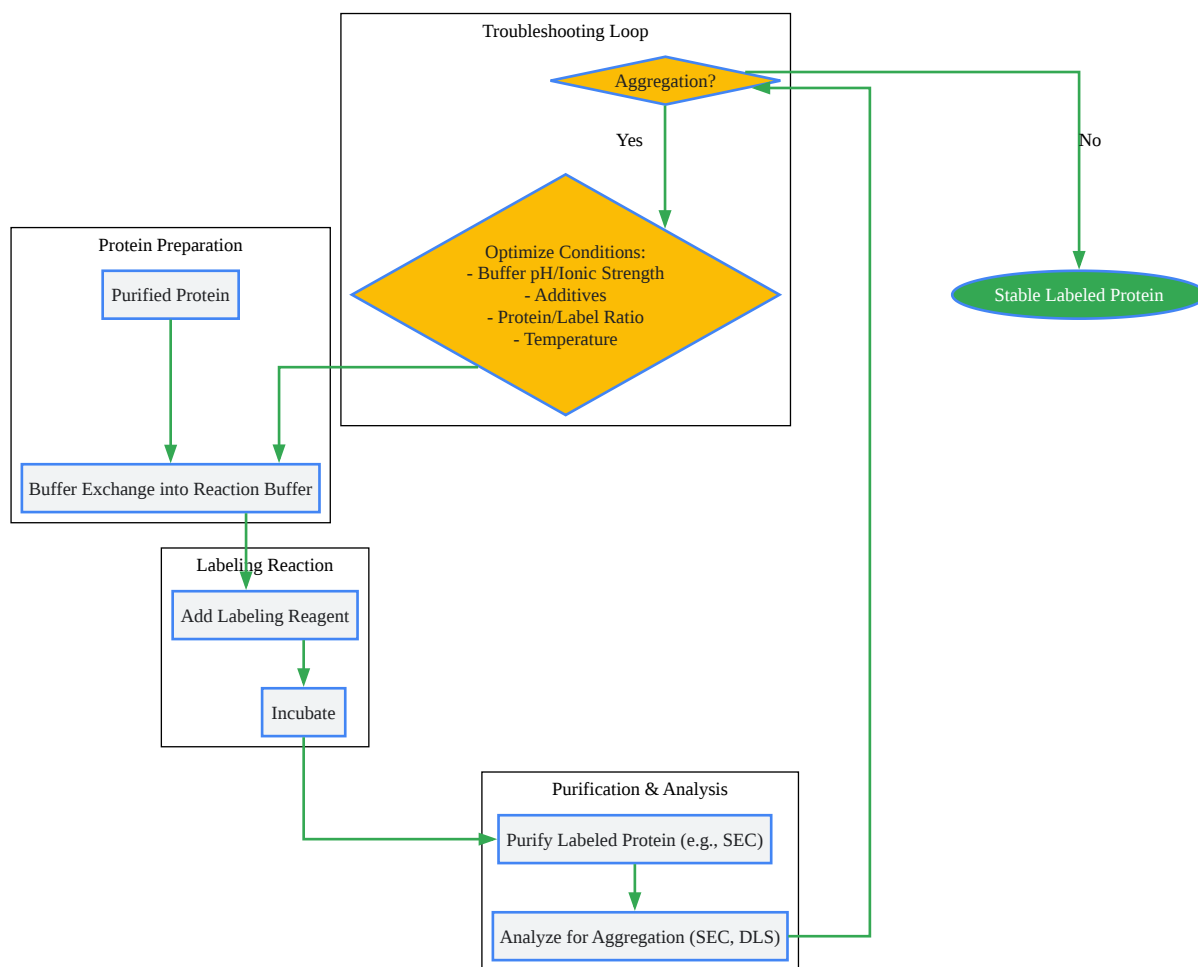 Troubleshooting Loop
Aggregation?
Yes
No
Optimize Conditions:
- Buffer pH/Ionic Strength
- Additives
- Protein/Label Ratio
- Temperature
Stable Labeled Protein
Protein Preparation
Purified Protein
Buffer Exchange into Reaction Buffer
Labeling Reaction
Add Labeling Reagent
Incubate
Purification & Analysis
Purify Labeled Protein (e.g., SEC)
Analyze for Aggregation (SEC, DLS)